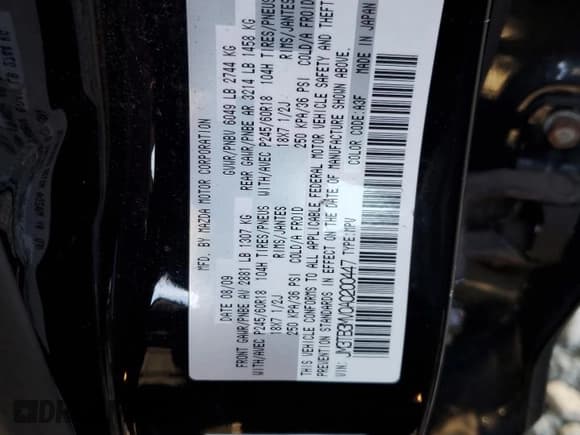 MFD. BY MAZDA MOTOR CORPORATION
DATE 08/09 GVWR/PNBV 6049 LB 2744 KG
FRONT GAWR/PNBE AV 2881 LB 1307 KG REAR GAWR/PNBE AR 3214 LB 1458 KG
WITH/AVEC P245/60R18 104H TIRES/PNEUS WITH/AVEC P245/60R18 104H TIRES/PNEUS
18X7 1/2J RIMS/JANTES 18X7 1/2J RIMS/JANTES
250 KPA/36 PSI COLD/A FROID 250 KPA/36 PSI COLD/A FROID
THIS VEHICLE CONFORMS TO ALL APPLICABLE FEDERAL MOTOR VEHICLE SAFETY AND THEFT
PREVENTION STANDARDS IN EFFECT ON THE DATE OF MANUFACTURE SHOWN ABOVE.
VIN: TYPE:MPV COLOR CODE:A3F MADE IN JAPAN